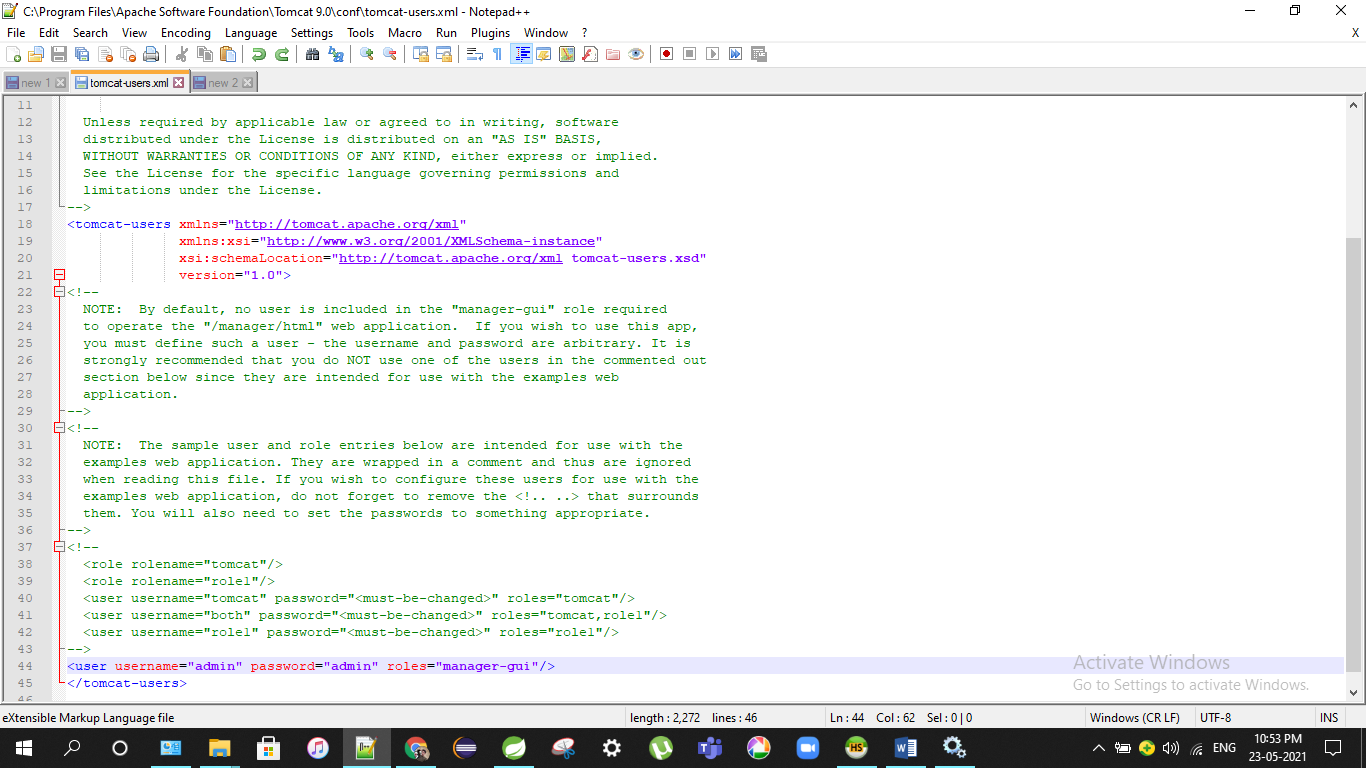 C:\Program Files\Apache Software Foundation\Tomcat 9.0\conf\tomcat-users.xml - Notepad++
File Edit Search View Encoding Language Settings Tools Macro Run Plugins Window ? X
new 1 tomcat-users.xml new 2
11
12 Unless required by applicable law or agreed to in writing, software
13 distributed under the License is distributed on an "AS IS" BASIS,
14 WITHOUT WARRANTIES OR CONDITIONS OF ANY KIND, either express or implied.
15 See the License for the specific language governing permissions and
16 limitations under the License.
17 -->
18 <tomcat-users xmlns="http://tomcat.apache.org/xml"
19 xmlns:xsi="http://www.w3.org/2001/XMLSchema-instance"
20 xsi:schemaLocation="http://tomcat.apache.org/xml tomcat-users.xsd"
21 version="1.0">
22 <!--
23 NOTE:  By default, no user is included in the "manager-gui" role required
24 to operate the "/manager/html" web application.  If you wish to use this app,
25 you must define such a user - the username and password are arbitrary. It is
26 strongly recommended that you do NOT use one of the users in the commented out
27 section below since they are intended for use with the examples web
28 application.
29 -->
30 <!--
31 NOTE:  The sample user and role entries below are intended for use with the
32 examples web application. They are wrapped in a comment and thus are ignored
33 when reading this file. If you wish to configure these users for use with the
34 examples web application, do not forget to remove the <!.. ..> that surrounds
35 them. You will also need to set the passwords to something appropriate.
36 -->
37 <!--
38 <role rolename="tomcat"/>
39 <role rolename="role1"/>
40 <user username="tomcat" password="<must-be-changed>" roles="tomcat"/>
41 <user username="both" password="<must-be-changed>" roles="tomcat,role1"/>
42 <user username="role1" password="<must-be-changed>" roles="role1"/>
43 -->
44 <user username="admin" password="admin" roles="manager-gui"/>
45 </tomcat-users>
46
Activate Windows
Go to Settings to activate Windows.
eXtensible Markup Language file length : 2,272 lines : 46 Ln : 44 Col : 62 Sel : 0 | 0 Windows (CR LF) UTF-8 INS
ENG 10:53 PM
23-05-2021